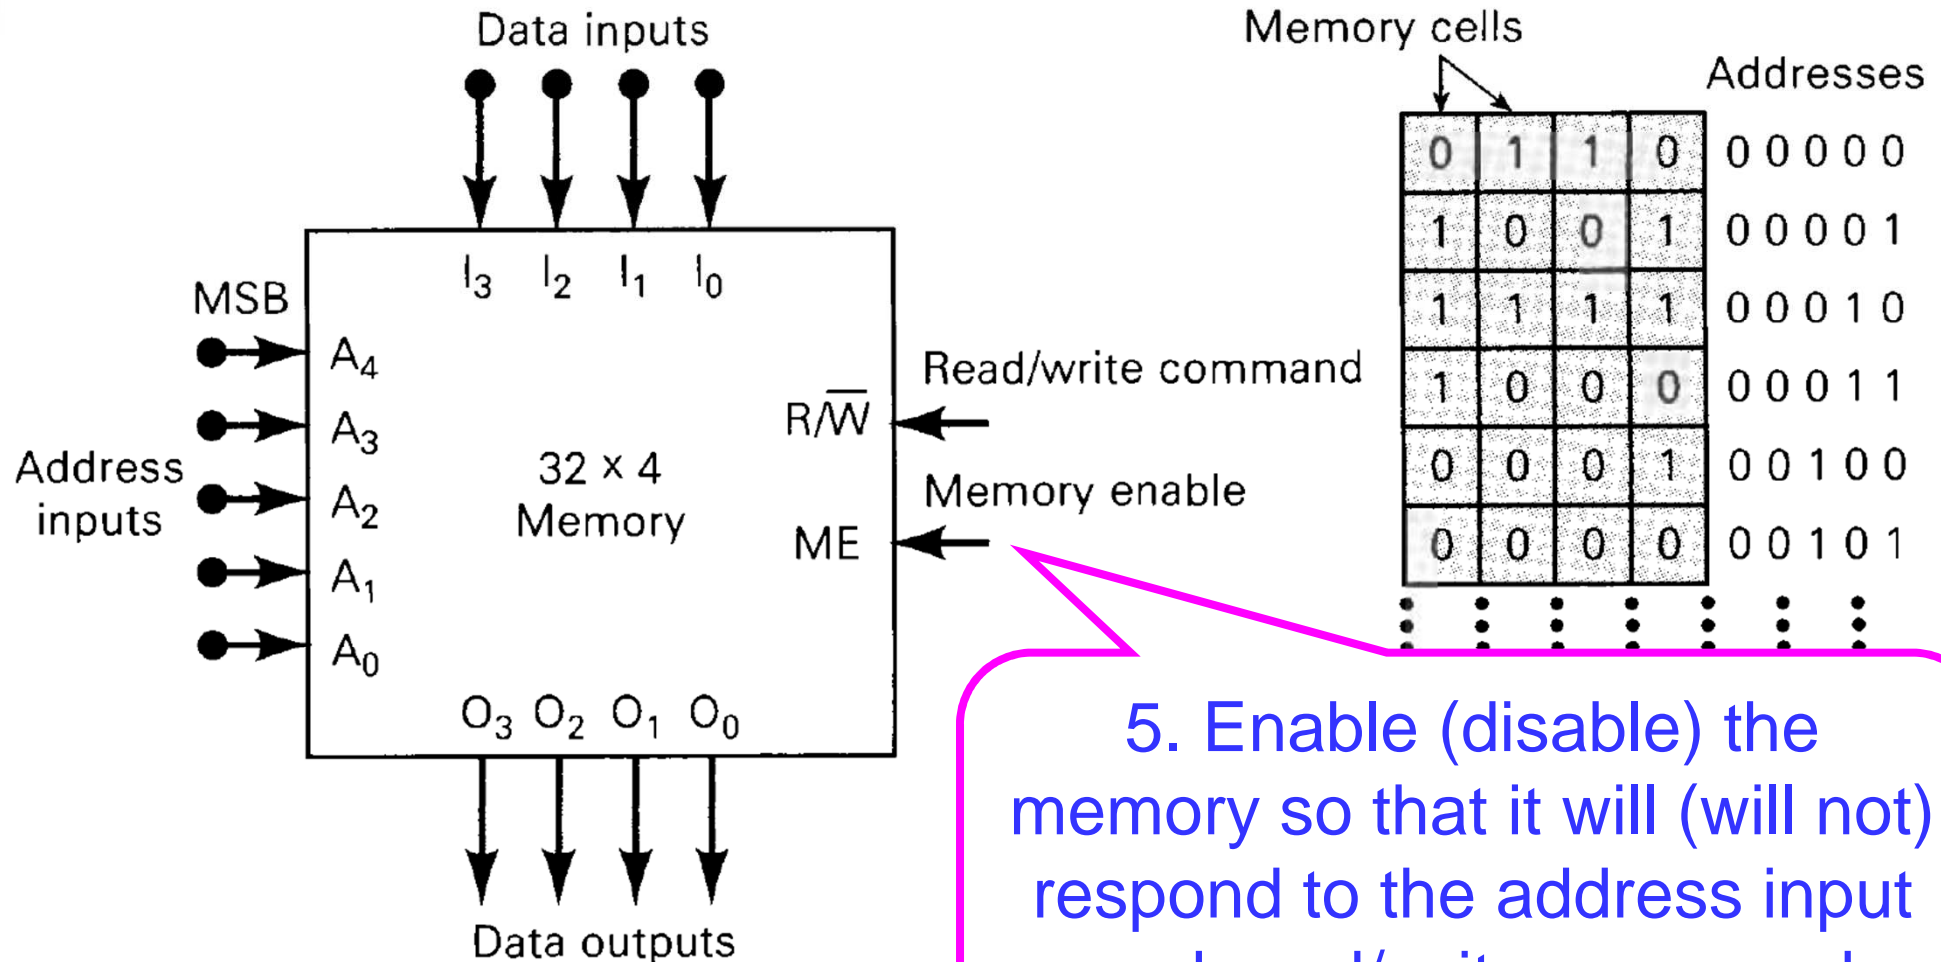 Data inputs
I3 I2 I1 I0
MSB
A4
A3
A2
A1
A0
Address
inputs
32 × 4
Memory
R/W̅
ME
Read/write command
Memory enable
O3 O2 O1 O0
Data outputs
Memory cells
Addresses
0 1 1 0 0 0 0 0 0
1 0 0 1 0 0 0 0 1
1 1 1 1 0 0 0 1 0
1 0 0 0 0 0 0 1 1
0 0 0 1 0 0 1 0 0
0 0 0 0 0 0 1 0 1
5. Enable (disable) the
memory so that it will (will not)
respond to the address input